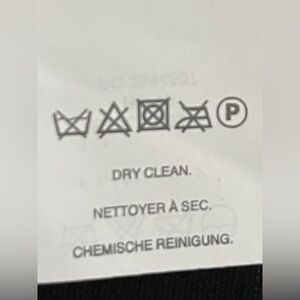 P
DRY CLEAN.
NETTOYER À SEC.
CHEMISCHE REINIGUNG.